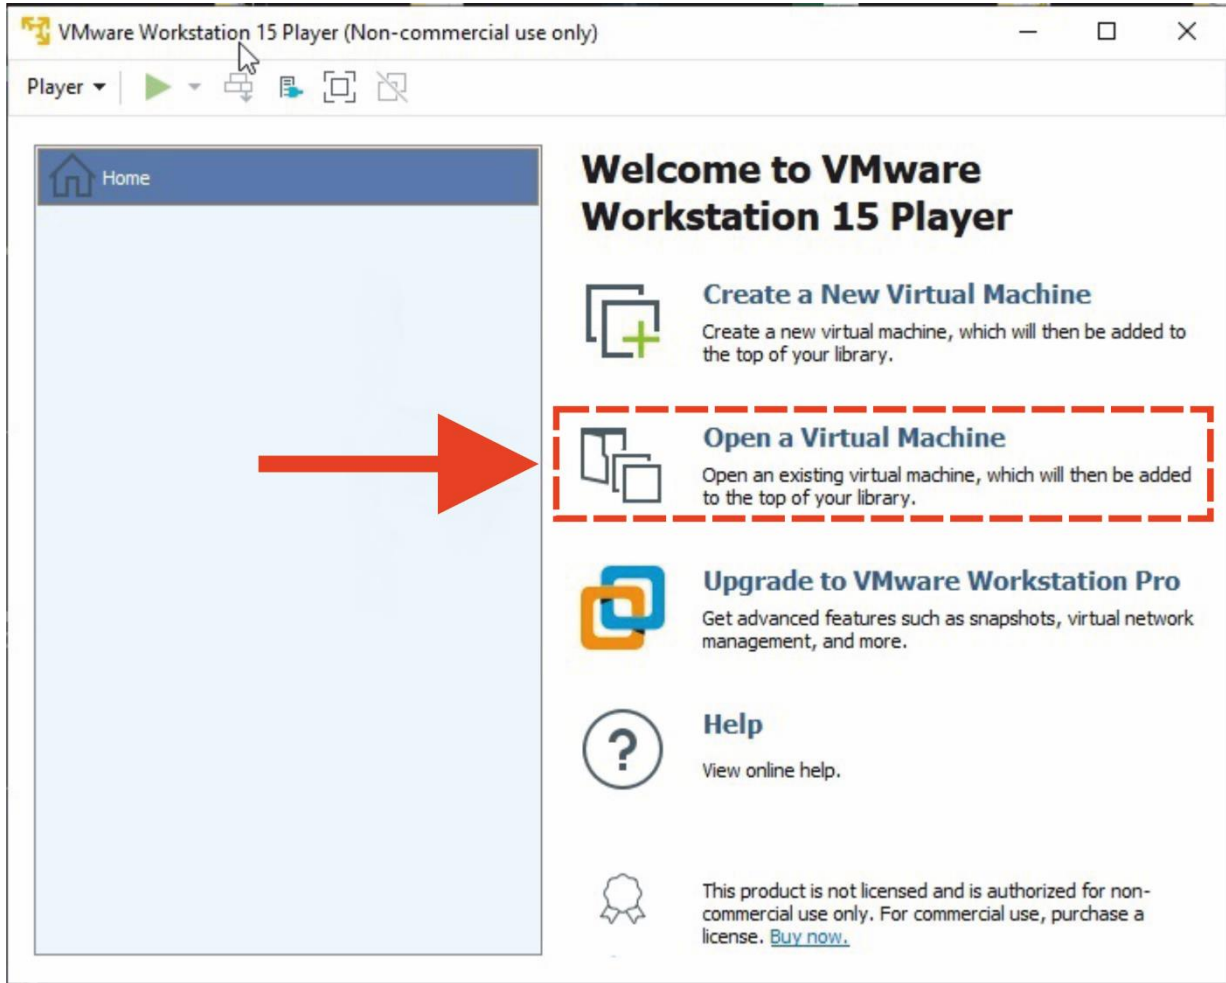 VMware Workstation 15 Player (Non-commercial use only)
Player
Home
Welcome to VMware
Workstation 15 Player
Create a New Virtual Machine
Create a new virtual machine, which will then be added to
the top of your library.
Open a Virtual Machine
Open an existing virtual machine, which will then be added
to the top of your library.
Upgrade to VMware Workstation Pro
Get advanced features such as snapshots, virtual network
management, and more.
?
Help
View online help.
This product is not licensed and is authorized for non-
commercial use only. For commercial use, purchase a
license. Buy now.